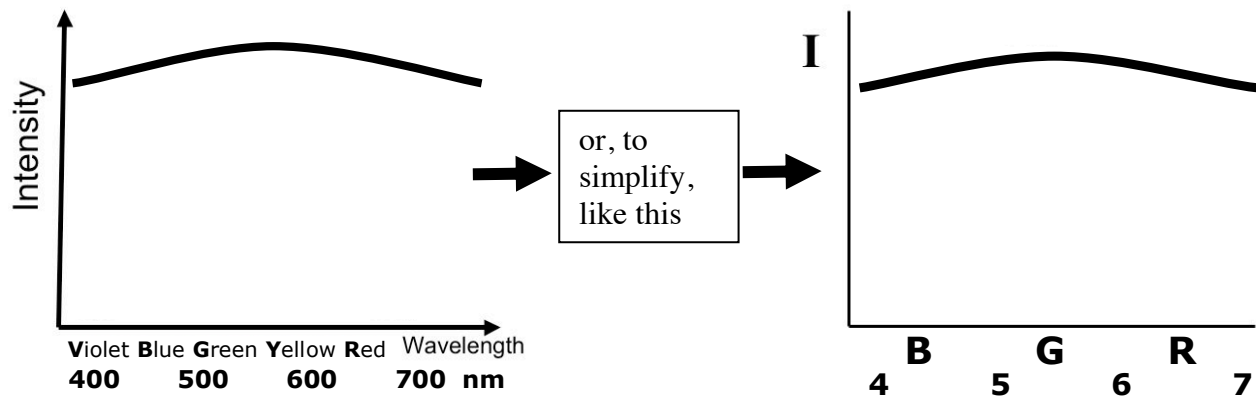 Intensity
Violet Blue Green Yellow Red Wavelength
400 500 600 700 nm
or, to
simplify,
like this
I
B G R
4 5 6 7